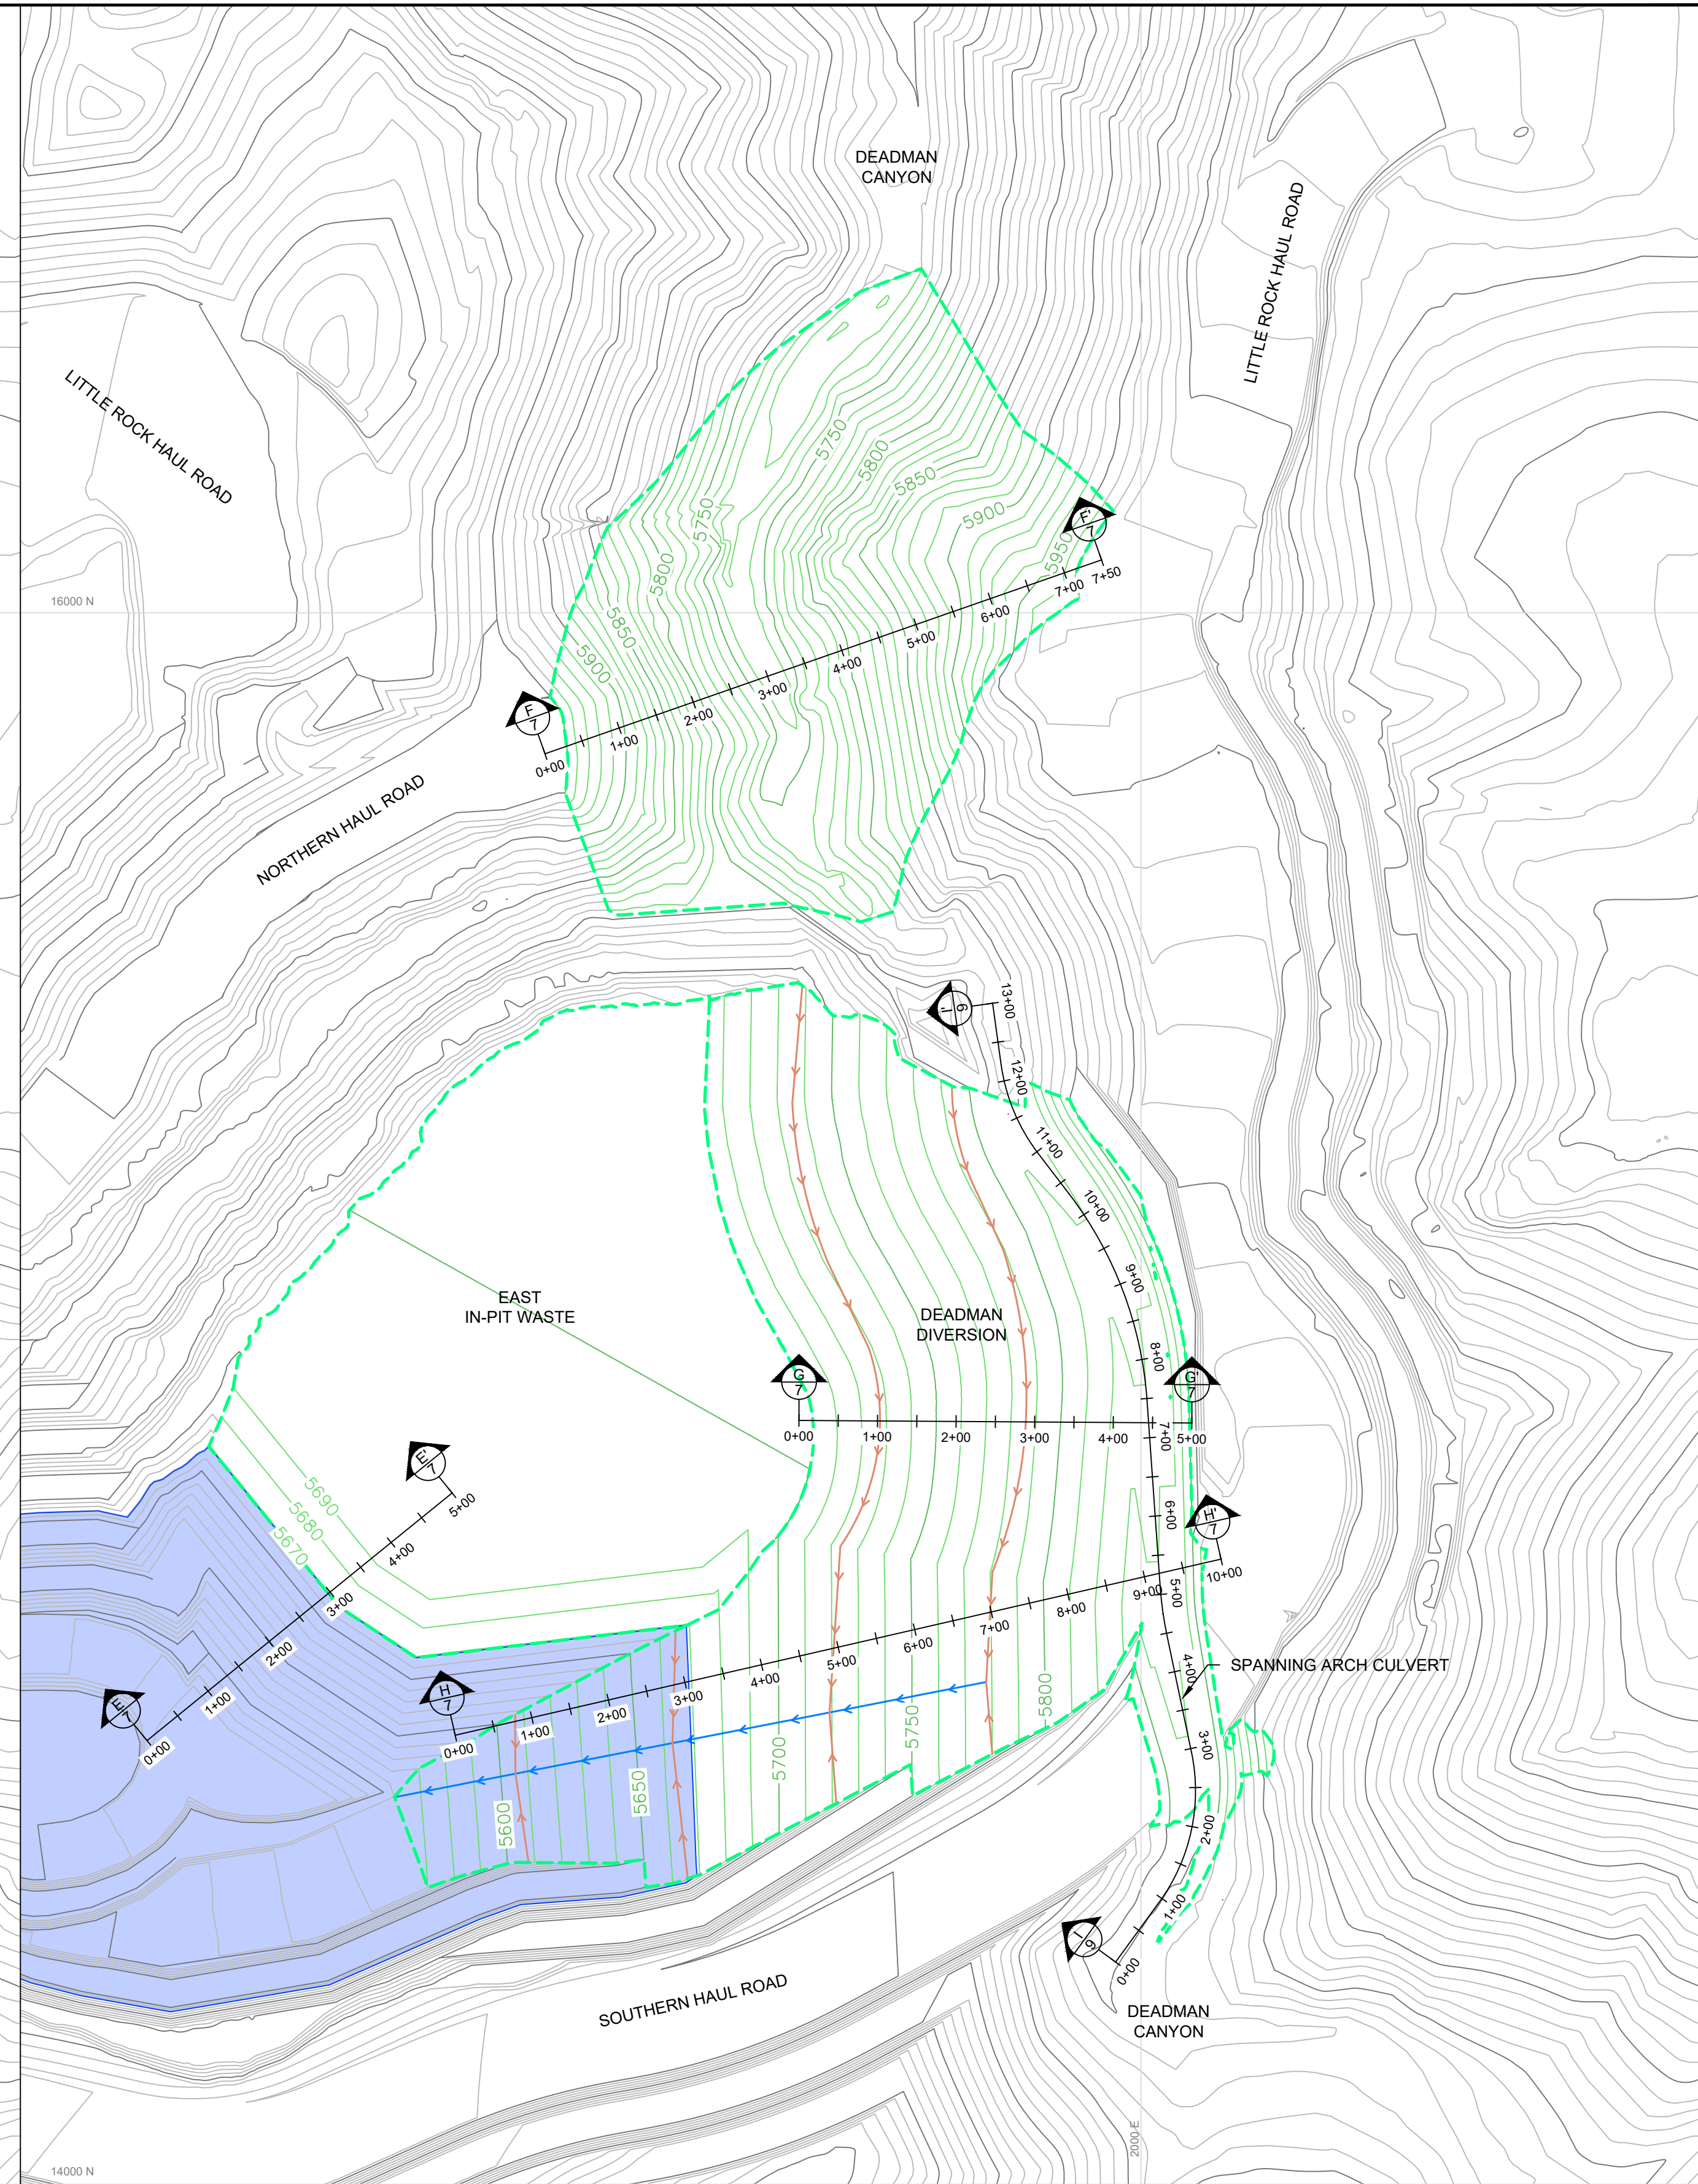 DEADMAN
CANYON
LITTLE ROCK HAUL ROAD
LITTLE ROCK HAUL ROAD
5750
5800
5850
5900
5950
5750
5800
5850
5900
F'
7
16000 N
F
7
0+00
1+00
2+00
3+00
4+00
5+00
6+00
7+00
7+50
NORTHERN HAUL ROAD
I'
6
13+00
12+00
11+00
10+00
9+00
8+00
7+00
6+00
5+00
4+00
3+00
2+00
1+00
0+00
I
6
EAST
IN-PIT WASTE
DEADMAN
DIVERSION
G
7
G'
7
0+00
1+00
2+00
3+00
4+00
5+00
E'
7
5690
5680
5670
5+00
4+00
3+00
2+00
1+00
0+00
E
7
H'
7
H
7
0+00
1+00
2+00
3+00
4+00
5+00
6+00
7+00
8+00
9+00
10+00
SPANNING ARCH CULVERT
5600
5650
5700
5750
5800
SOUTHERN HAUL ROAD
DEADMAN
CANYON
2000 E
14000 N